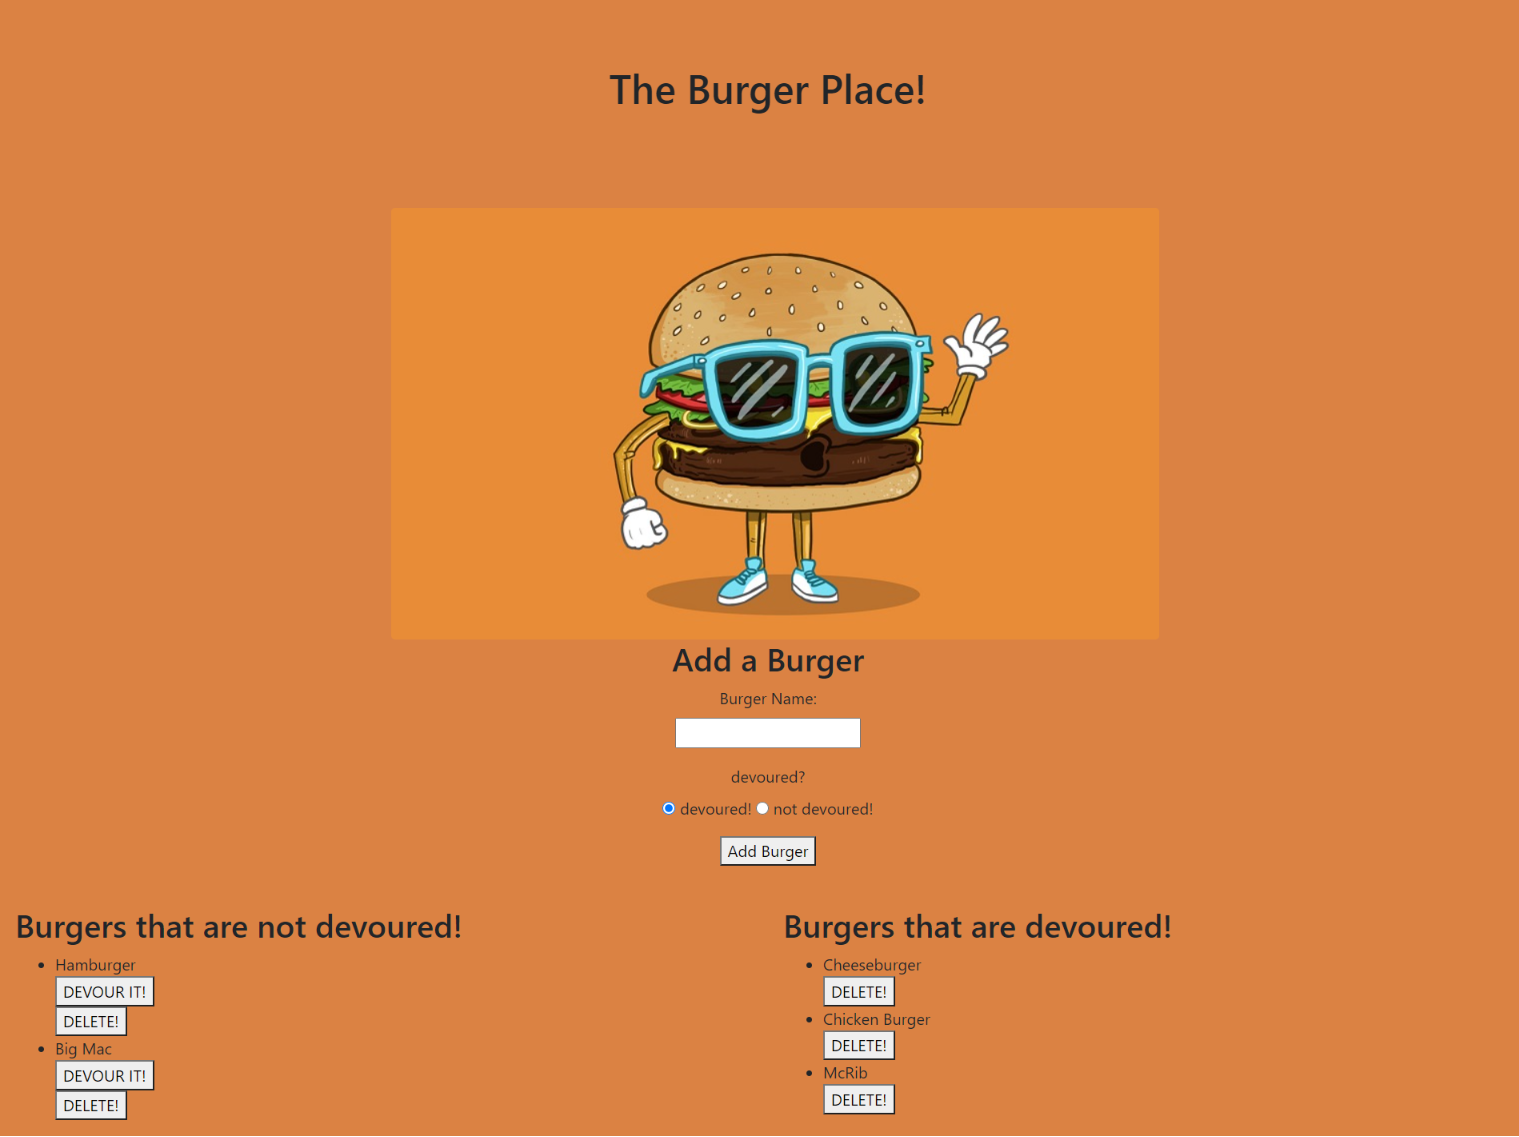 The Burger Place!
Add a Burger
Burger Name:
devoured?
devoured! not devoured!
Add Burger
Burgers that are not devoured!
Hamburger
DEVOUR IT!
DELETE!
Big Mac
DEVOUR IT!
DELETE!
Burgers that are devoured!
Cheeseburger
DELETE!
Chicken Burger
DELETE!
McRib
DELETE!